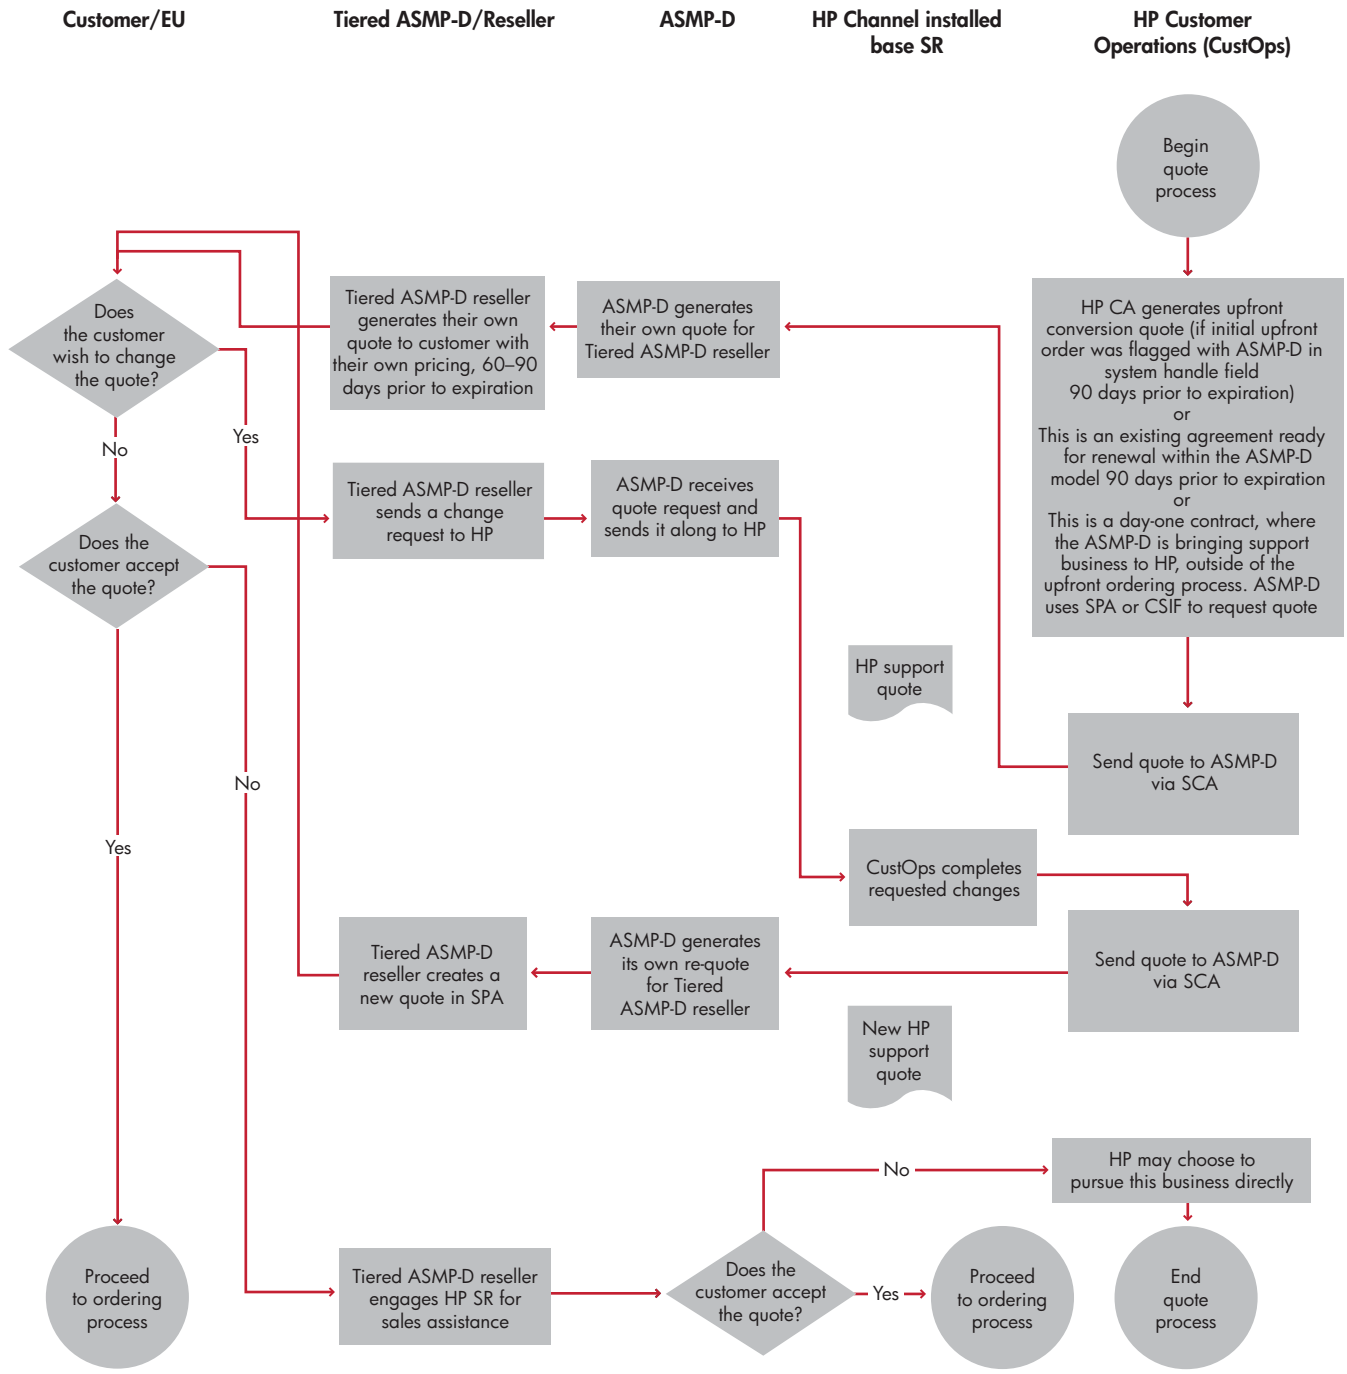 Customer/EU
Tiered ASMP-D/Reseller
ASMP-D
HP Channel installed
base SR
HP Customer
Operations (CustOps)
Begin
quote
process
Does
the customer
wish to change
the quote?
Tiered ASMP-D reseller
generates their own
quote to customer with
their own pricing, 60–90
days prior to expiration
ASMP-D generates
their own quote for
Tiered ASMP-D reseller
HP CA generates upfront
conversion quote (if initial upfront
order was flagged with ASMP-D in
system handle field
90 days prior to expiration)
or
This is an existing agreement ready
for renewal within the ASMP-D
model 90 days prior to expiration
or
This is a day-one contract, where
the ASMP-D is bringing support
business to HP, outside of the
upfront ordering process. ASMP-D
uses SPA or CSIF to request quote
No
Yes
Tiered ASMP-D reseller
sends a change
request to HP
ASMP-D receives
quote request and
sends it along to HP
Does the
customer accept
the quote?
HP support
quote
Send quote to ASMP-D
via SCA
No
Yes
CustOps completes
requested changes
Tiered ASMP-D
reseller creates a
new quote in SPA
ASMP-D generates
its own re-quote
for Tiered
ASMP-D reseller
Send quote to ASMP-D
via SCA
New HP
support
quote
No
HP may choose to
pursue this business directly
Proceed
to ordering
process
Tiered ASMP-D reseller
engages HP SR for
sales assistance
Does the
customer accept
the quote?
Yes
Proceed
to ordering
process
End
quote
process